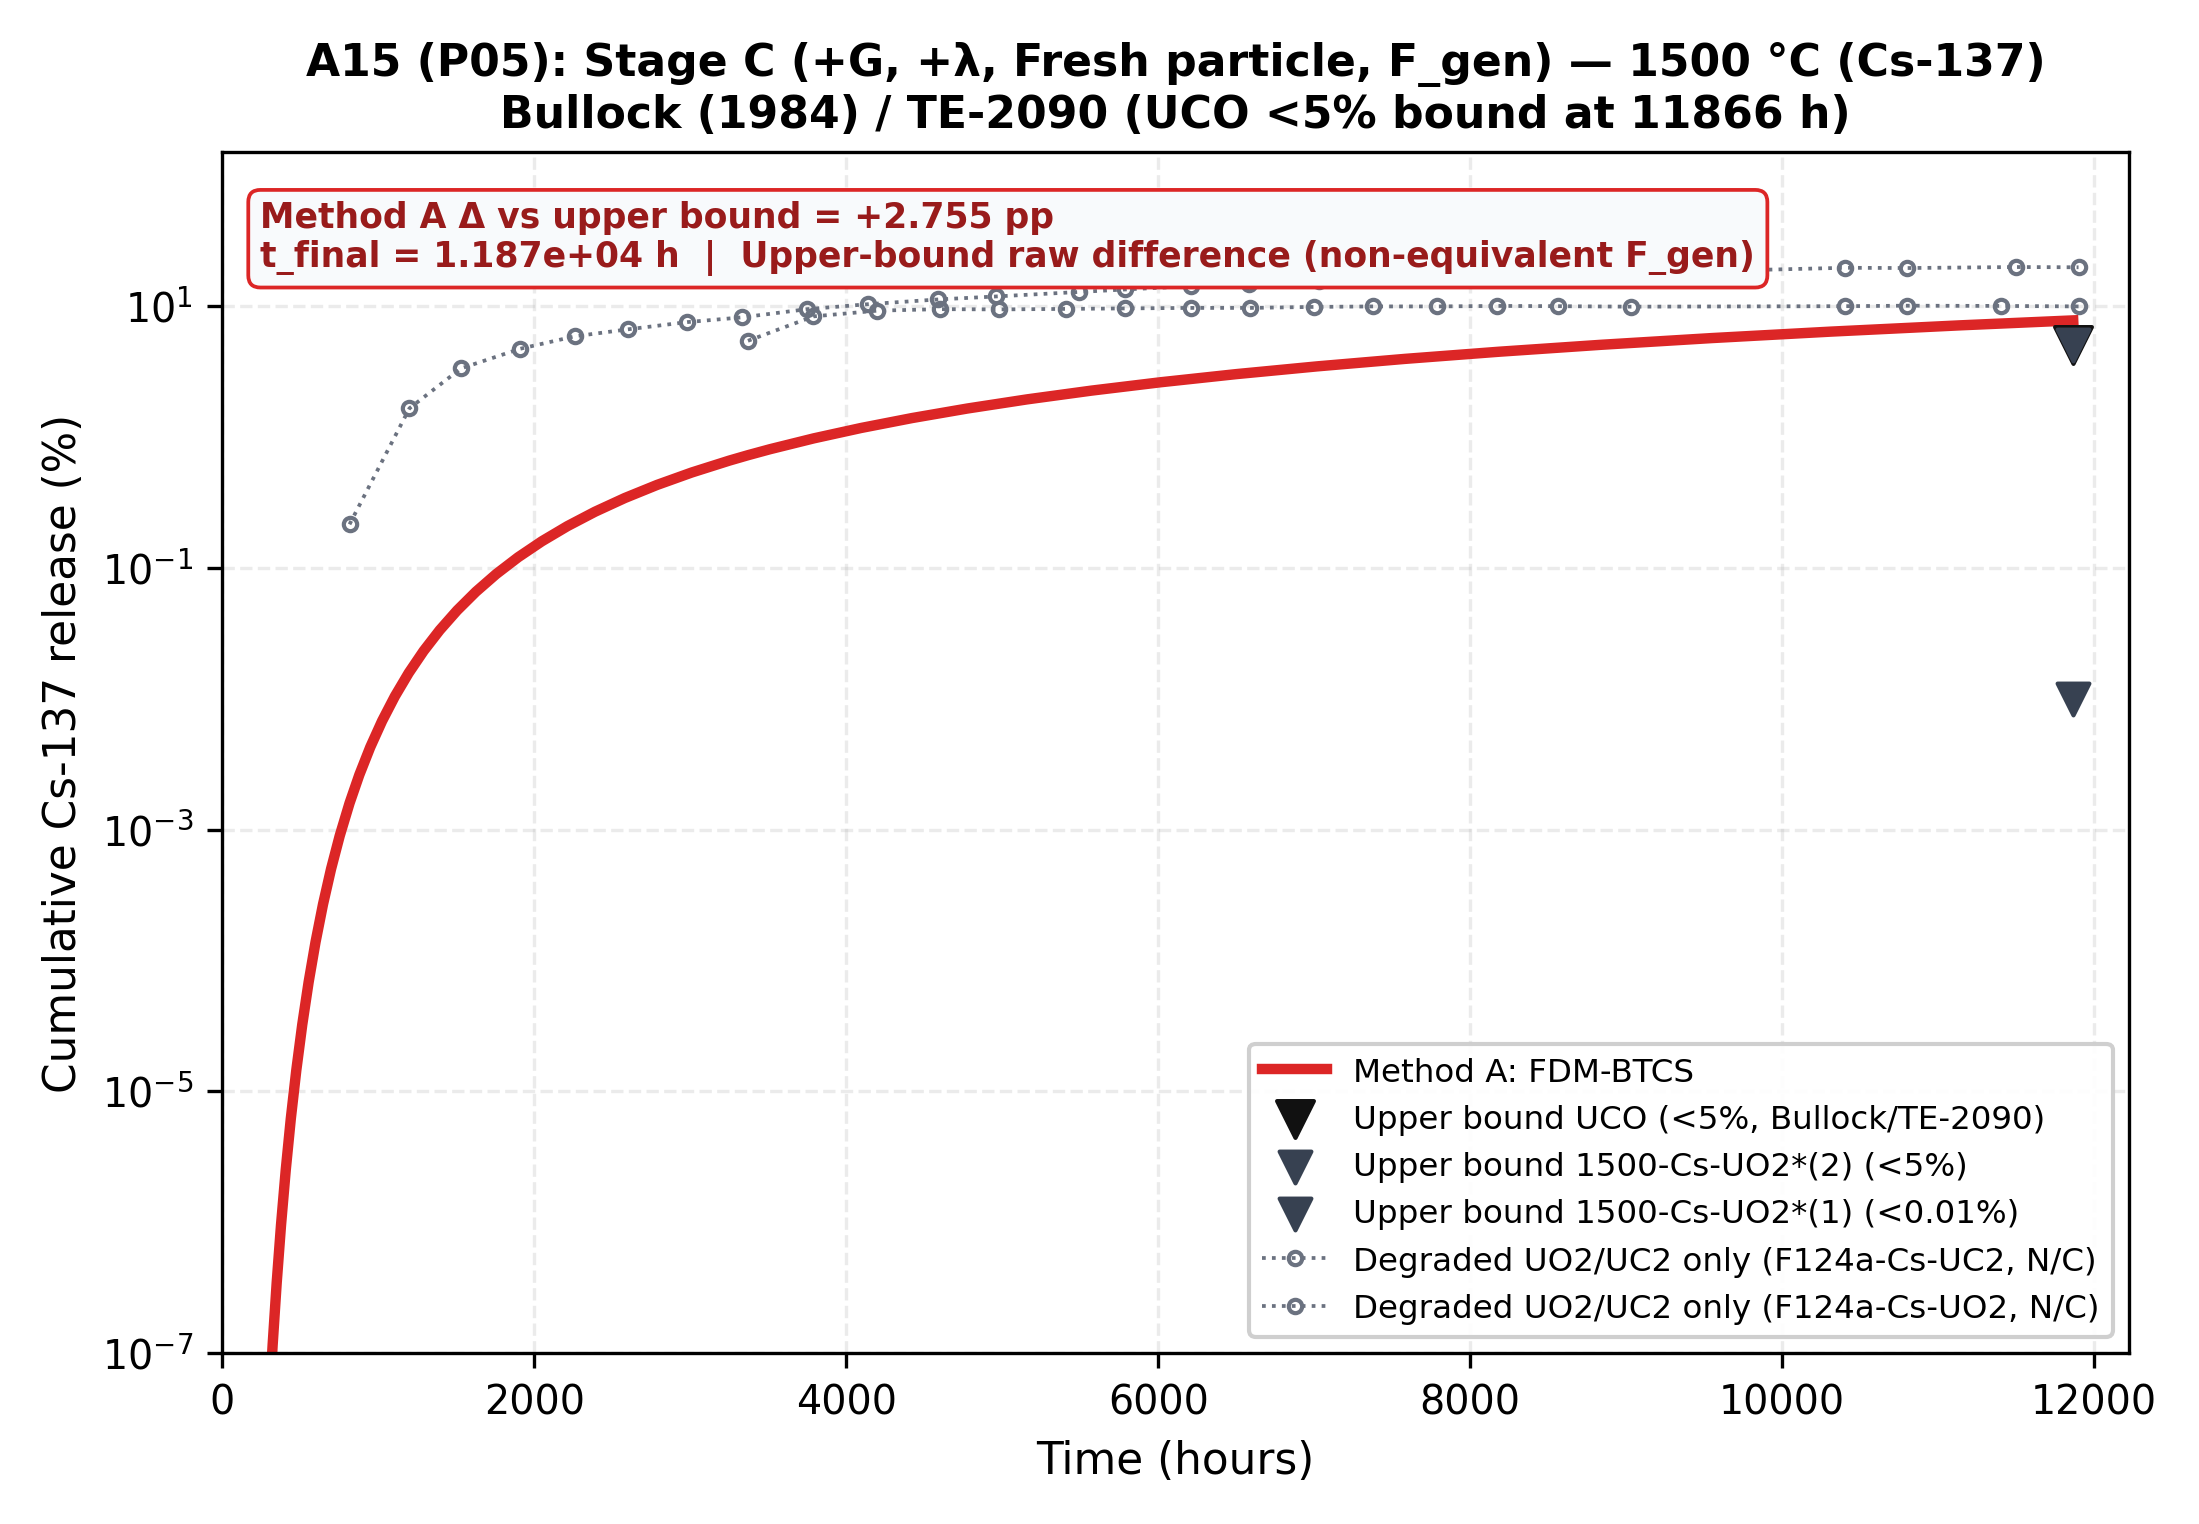 A15 (P05): Stage C (+G, +λ, Fresh particle, F_gen) — 1500 °C (Cs-137)
Bullock (1984) / TE-2090 (UCO <5% bound at 11866 h)
Method A Δ vs upper bound = +2.755 pp
t_final = 1.187e+04 h | Upper-bound raw difference (non-equivalent F_gen)
Cumulative Cs-137 release (%)
10¹
10⁻¹
10⁻³
10⁻⁵
10⁻⁷
Method A: FDM-BTCS
Upper bound UCO (<5%, Bullock/TE-2090)
Upper bound 1500-Cs-UO2*(2) (<5%)
Upper bound 1500-Cs-UO2*(1) (<0.01%)
Degraded UO2/UC2 only (F124a-Cs-UC2, N/C)
Degraded UO2/UC2 only (F124a-Cs-UO2, N/C)
0 2000 4000 6000 8000 10000 12000
Time (hours)